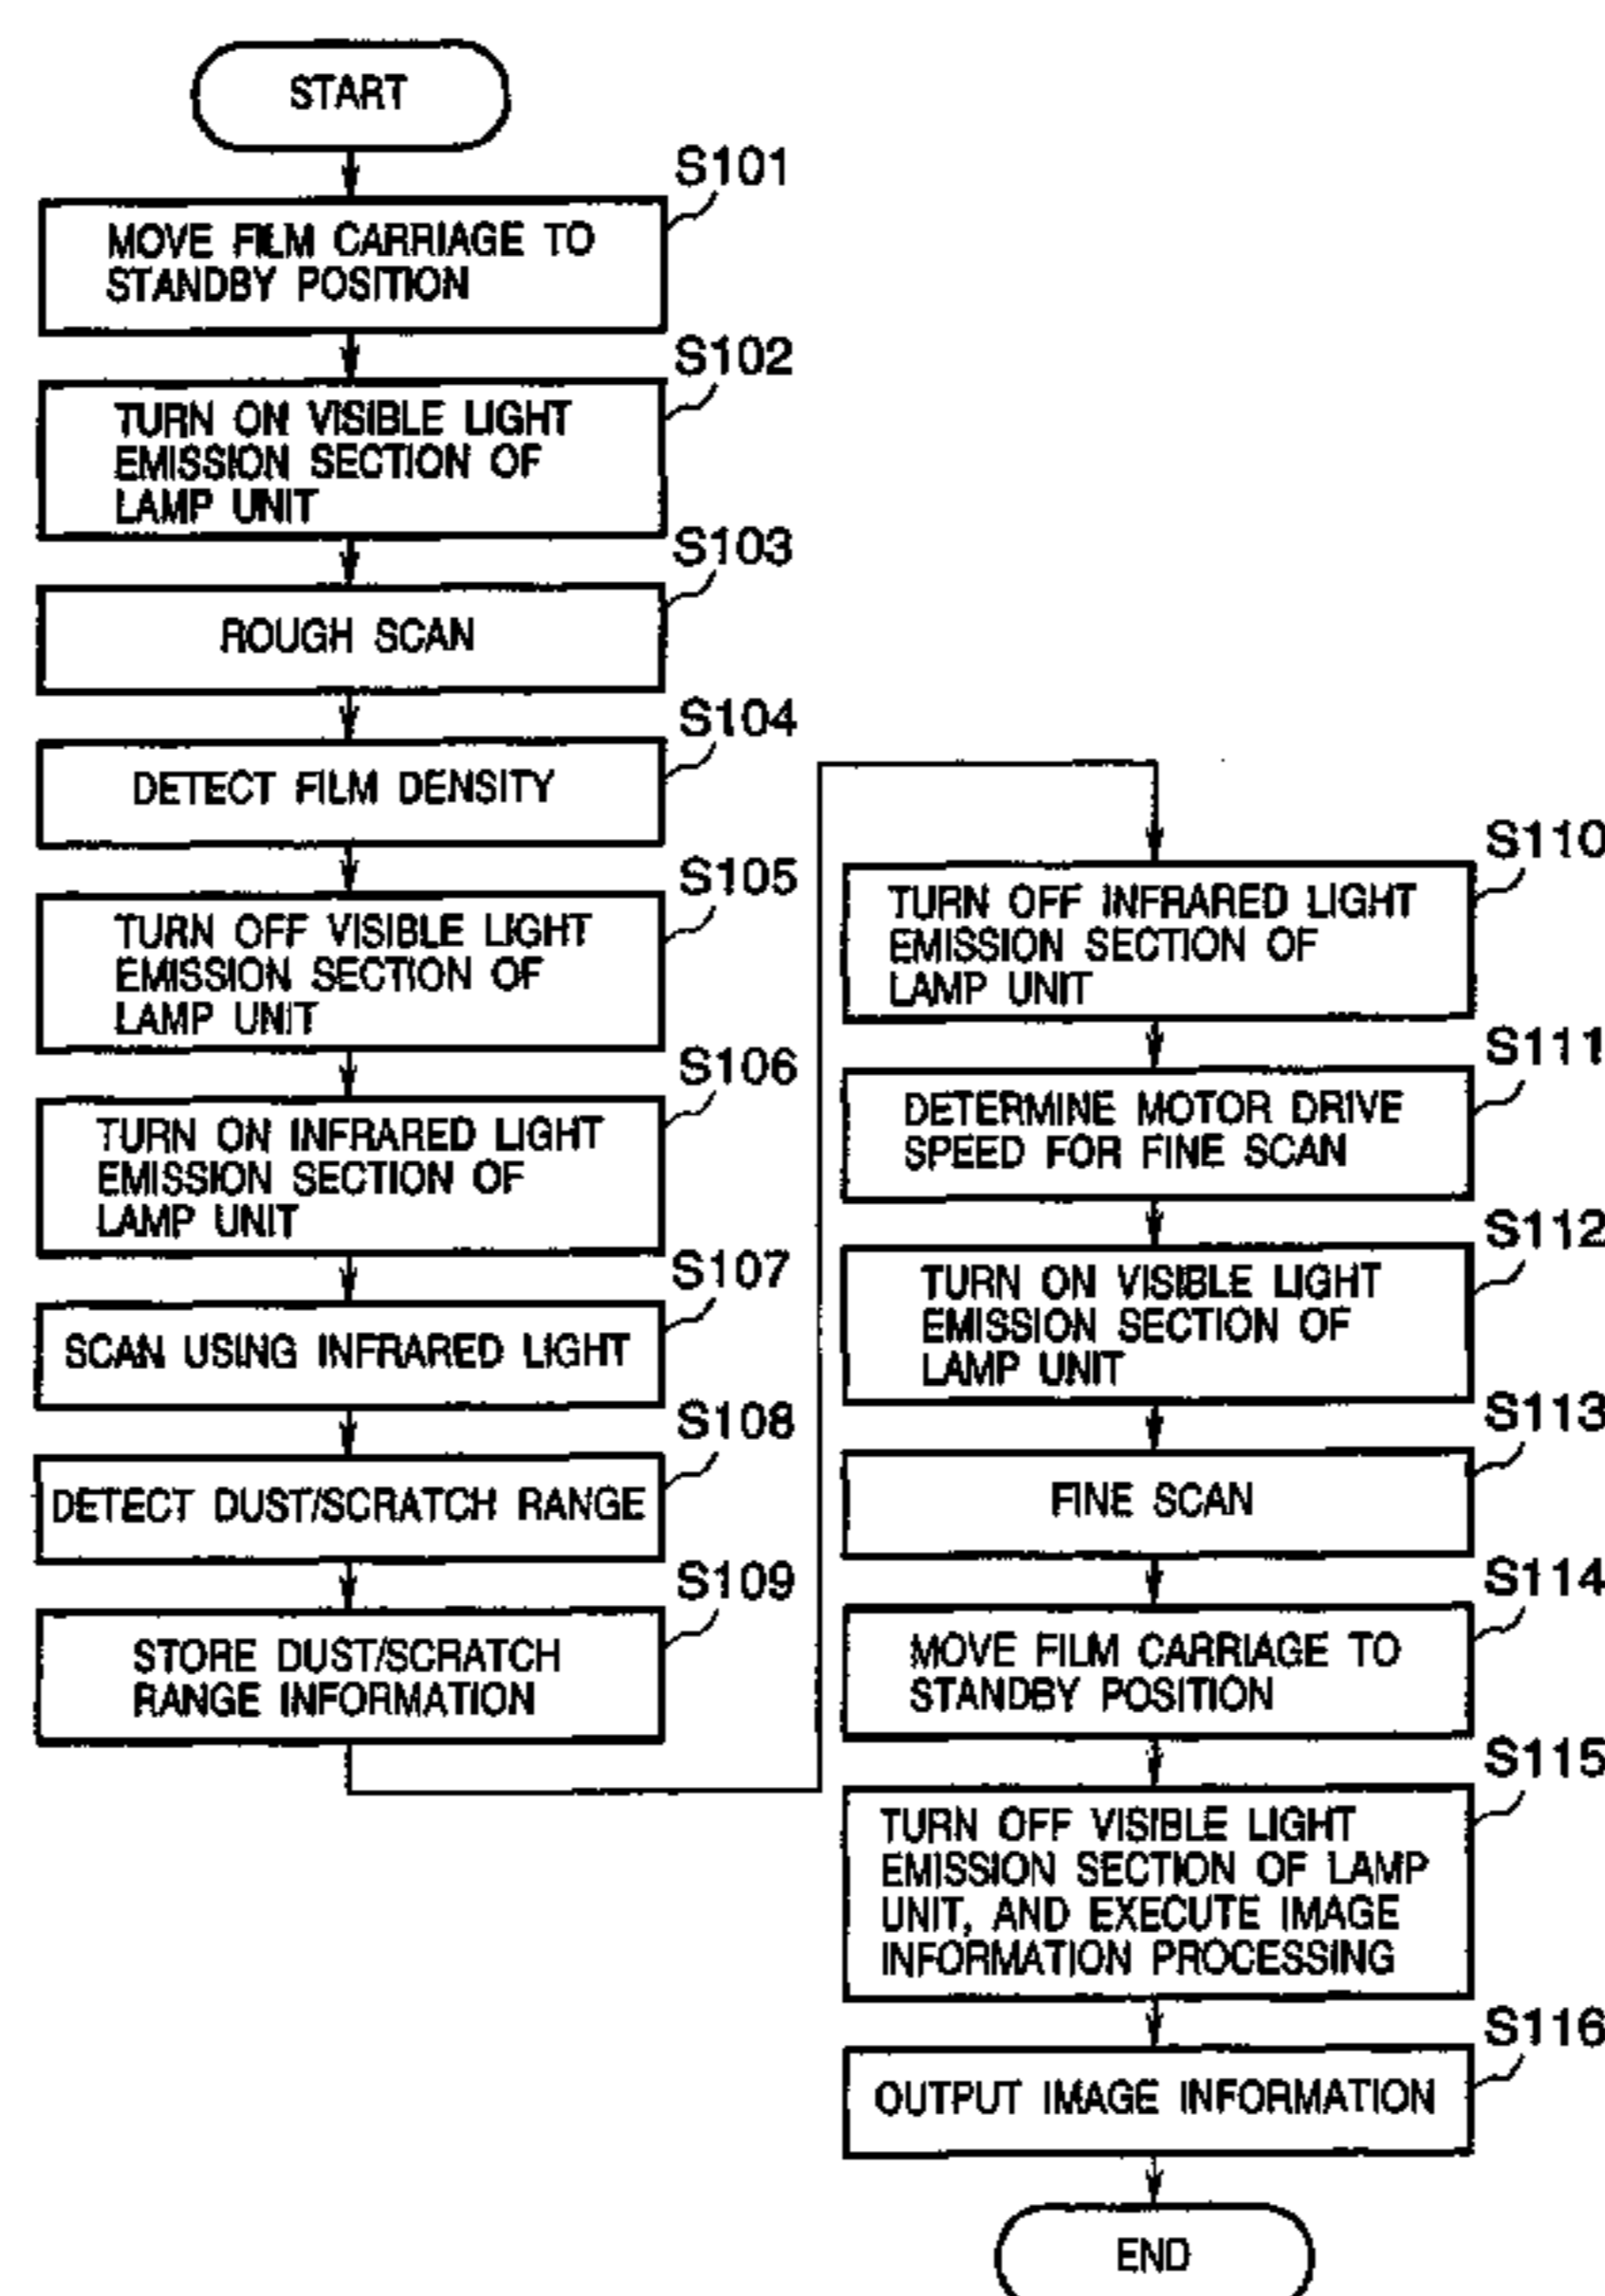 START
S101
MOVE FILM CARRIAGE TO
STANDBY POSITION
S102
TURN ON VISIBLE LIGHT
EMISSION SECTION OF
LAMP UNIT
S103
ROUGH SCAN
S104
DETECT FILM DENSITY
S105
TURN OFF VISIBLE LIGHT
EMISSION SECTION OF
LAMP UNIT
S106
TURN ON INFRARED LIGHT
EMISSION SECTION OF
LAMP UNIT
S107
SCAN USING INFRARED LIGHT
S108
DETECT DUST/SCRATCH RANGE
S109
STORE DUST/SCRATCH
RANGE INFORMATION
S110
TURN OFF INFRARED LIGHT
EMISSION SECTION OF
LAMP UNIT
S111
DETERMINE MOTOR DRIVE
SPEED FOR FINE SCAN
S112
TURN ON VISIBLE LIGHT
EMISSION SECTION OF
LAMP UNIT
S113
FINE SCAN
S114
MOVE FILM CARRIAGE TO
STANDBY POSITION
S115
TURN OFF VISIBLE LIGHT
EMISSION SECTION OF LAMP
UNIT, AND EXECUTE IMAGE
INFORMATION PROCESSING
S116
OUTPUT IMAGE INFORMATION
END